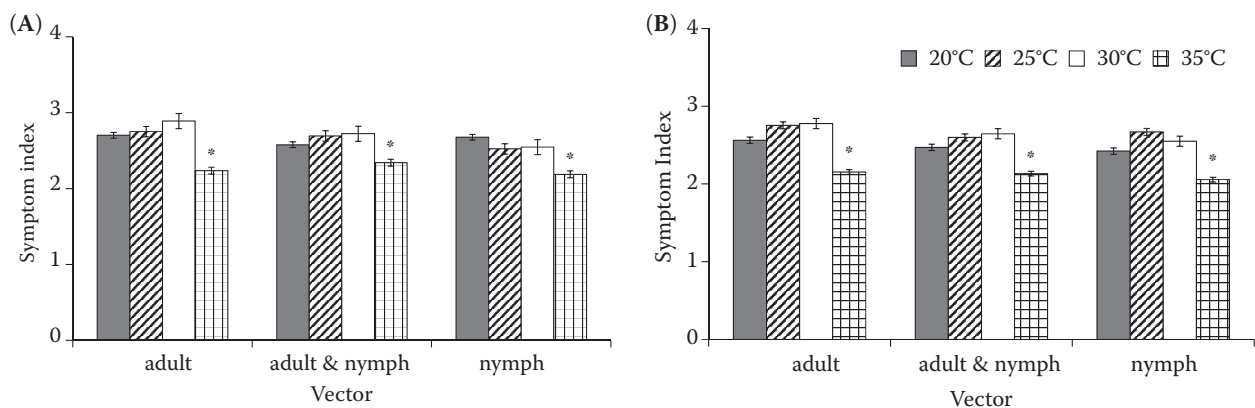 (A)
4
3
2
1
0
Symptom index
*
*
*
adult adult & nymph nymph
Vector
(B)
4
3
2
1
0
Symptom Index
20°C 25°C 30°C 35°C
*
*
*
adult adult & nymph nymph
Vector